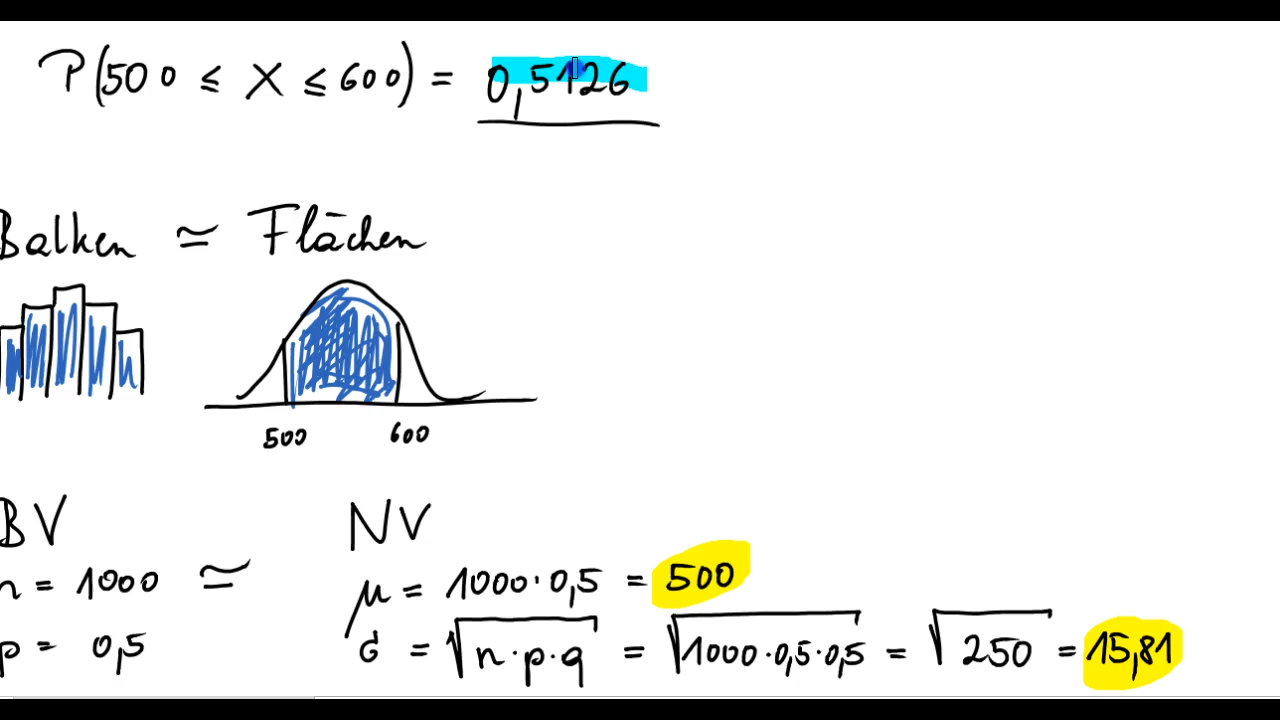 P(500 ≤ X ≤ 600) = 0,5126
Balken ≃ Flächen
500 600
BV ≃ NV
n = 1000 μ = 1000·0,5 = 500
p = 0,5 σ = √n·p·q = √1000·0,5·0,5 = √250 = 15,81